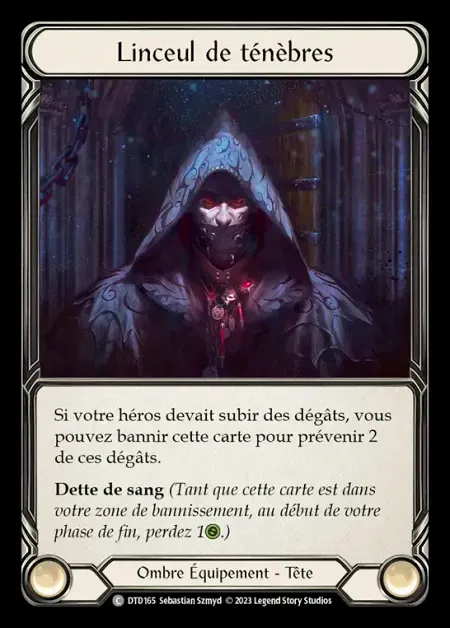 Linceul de ténèbres
Si votre héros devait subir des dégâts, vous
pouvez bannir cette carte pour prévenir 2
de ces dégâts.
Dette de sang (Tant que cette carte est dans
votre zone de bannissement, au début de votre
phase de fin, perdez 1.)
Ombre Équipement - Tête
C DTD165 Sebastian Szmyd © 2023 Legend Story Studios